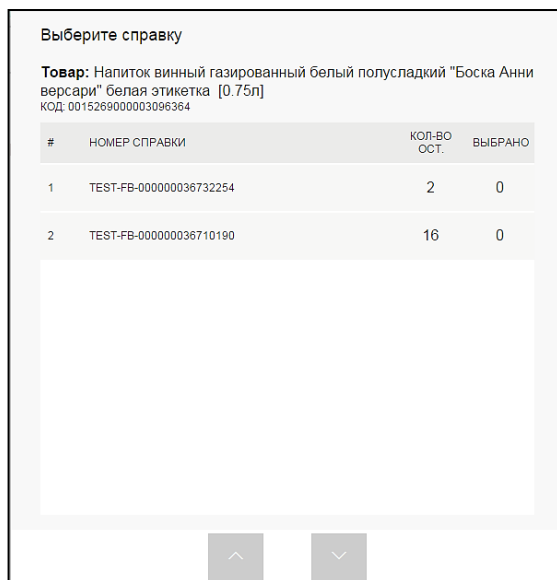 Выберите справку
Товар: Напиток винный газированный белый полусладкий "Боска Анни
версари" белая этикетка [0.75л]
КОД: 0015269000003096364
# НОМЕР СПРАВКИ КОЛ-ВО ОСТ. ВЫБРАНО
1 TEST-FB-000000036732254 2 0
2 TEST-FB-000000036710190 16 0